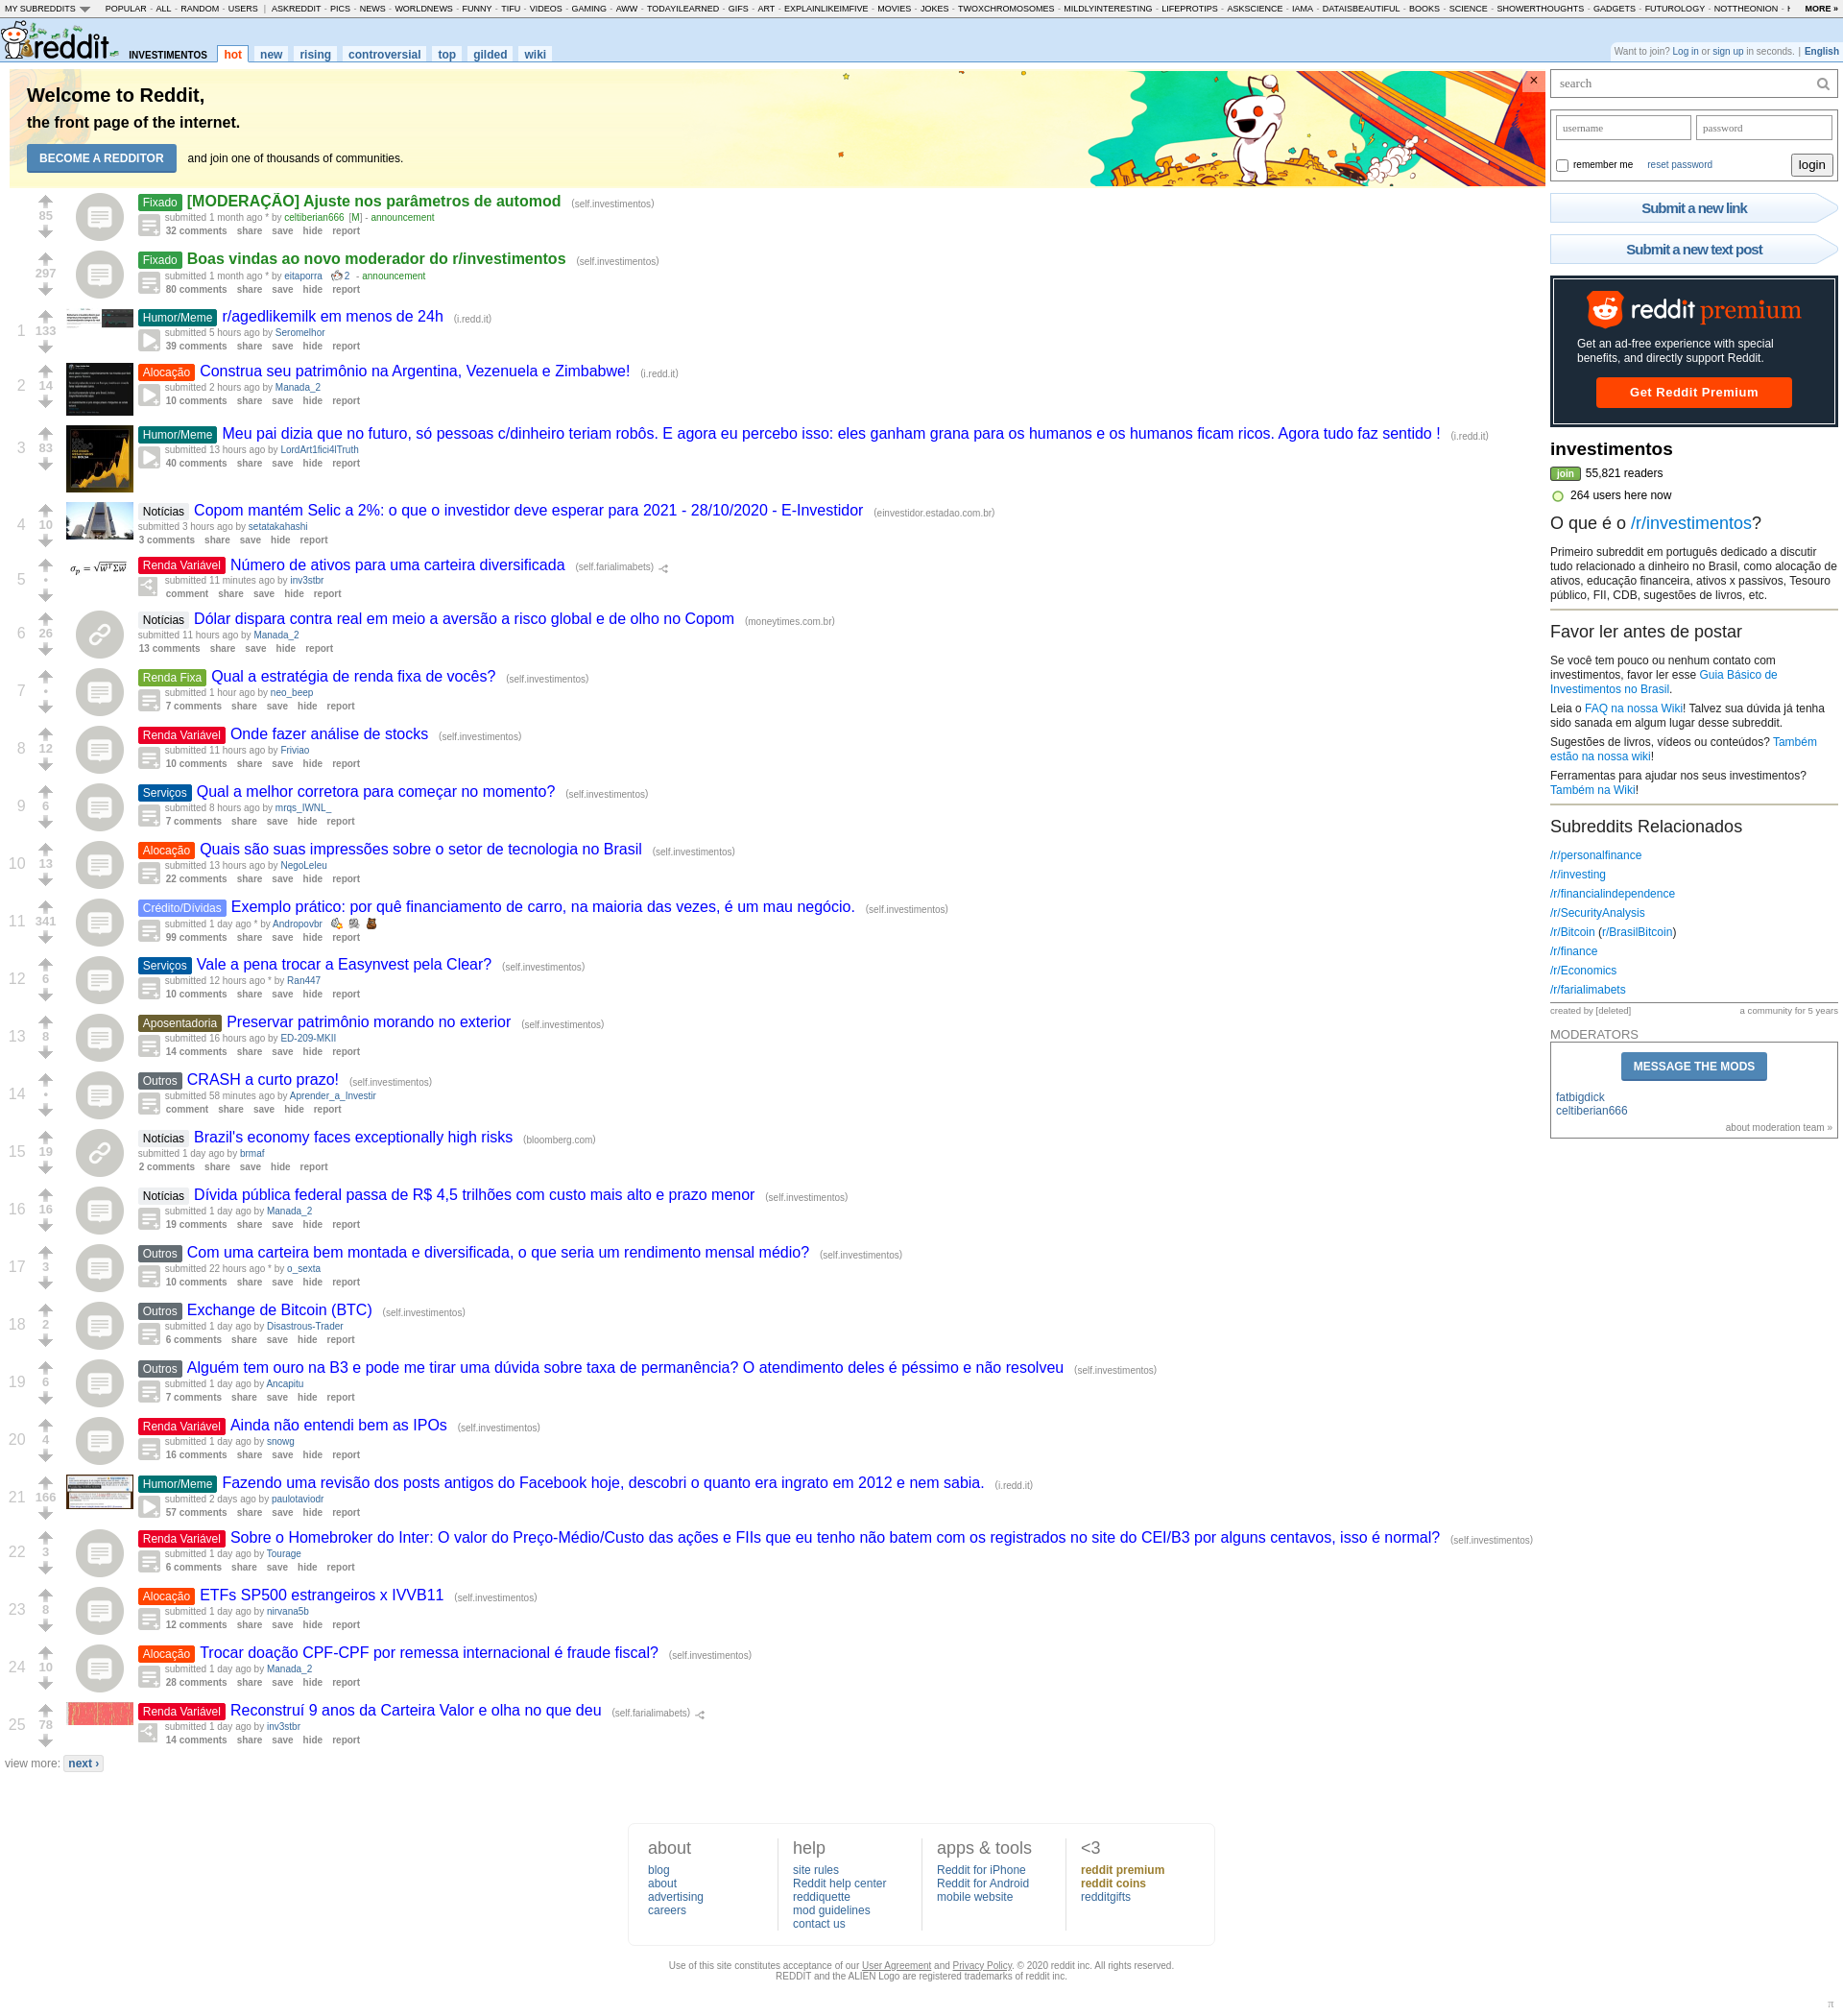 MY SUBREDDITS POPULAR - ALL - RANDOM - USERS | ASKREDDIT - PICS - NEWS - WORLDNEWS - FUNNY - TIFU - VIDEOS - GAMING - AWW - TODAYILEARNED - GIFS - ART - EXPLAINLIKEIMFIVE - MOVIES - JOKES - TWOXCHROMOSOMES - MILDLYINTERESTING - LIFEPROTIPS - ASKSCIENCE - IAMA - DATAISBEAUTIFUL - BOOKS - SCIENCE - SHOWERTHOUGHTS - GADGETS - FUTUROLOGY - NOTTHEONION - MORE »
reddit INVESTIMENTOS hot new rising controversial top gilded wiki
Want to join? Log in or sign up in seconds. | English
Welcome to Reddit,
the front page of the internet.
BECOME A REDDITOR and join one of thousands of communities.
×
85
Fixado [MODERAÇÃO] Ajuste nos parâmetros de automod (self.investimentos)
submitted 1 month ago * by celtiberian666 [M] - announcement
32 comments share save hide report
297
Fixado Boas vindas ao novo moderador do r/investimentos (self.investimentos)
submitted 1 month ago * by eitaporra 2 - announcement
80 comments share save hide report
1 133
Humor/Meme r/agedlikemilk em menos de 24h (i.redd.it)
submitted 5 hours ago by Seromelhor
39 comments share save hide report
2 14
Alocação Construa seu patrimônio na Argentina, Vezenuela e Zimbabwe! (i.redd.it)
submitted 2 hours ago by Manada_2
10 comments share save hide report
3 83
Humor/Meme Meu pai dizia que no futuro, só pessoas c/dinheiro teriam robôs. E agora eu percebo isso: eles ganham grana para os humanos e os humanos ficam ricos. Agora tudo faz sentido ! (i.redd.it)
submitted 13 hours ago by LordArt1fici4lTruth
40 comments share save hide report
4 10
Notícias Copom mantém Selic a 2%: o que o investidor deve esperar para 2021 - 28/10/2020 - E-Investidor (einvestidor.estadao.com.br)
submitted 3 hours ago by setatakahashi
3 comments share save hide report
5 •
σp = √w⃗ᵀΣw⃗
Renda Variável Número de ativos para uma carteira diversificada (self.farialimabets)
submitted 11 minutes ago by inv3stbr
comment share save hide report
6 26
Notícias Dólar dispara contra real em meio a aversão a risco global e de olho no Copom (moneytimes.com.br)
submitted 11 hours ago by Manada_2
13 comments share save hide report
7 •
Renda Fixa Qual a estratégia de renda fixa de vocês? (self.investimentos)
submitted 1 hour ago by neo_beep
7 comments share save hide report
8 12
Renda Variável Onde fazer análise de stocks (self.investimentos)
submitted 11 hours ago by Friviao
10 comments share save hide report
9 6
Serviços Qual a melhor corretora para começar no momento? (self.investimentos)
submitted 8 hours ago by mrqs_IWNL_
7 comments share save hide report
10 13
Alocação Quais são suas impressões sobre o setor de tecnologia no Brasil (self.investimentos)
submitted 13 hours ago by NegoLeleu
22 comments share save hide report
11 341
Crédito/Dívidas Exemplo prático: por quê financiamento de carro, na maioria das vezes, é um mau negócio. (self.investimentos)
submitted 1 day ago * by Andropovbr
99 comments share save hide report
12 6
Serviços Vale a pena trocar a Easynvest pela Clear? (self.investimentos)
submitted 12 hours ago * by Ran447
10 comments share save hide report
13 8
Aposentadoria Preservar patrimônio morando no exterior (self.investimentos)
submitted 16 hours ago by ED-209-MKII
14 comments share save hide report
14 •
Outros CRASH a curto prazo! (self.investimentos)
submitted 58 minutes ago by Aprender_a_Investir
comment share save hide report
15 19
Notícias Brazil's economy faces exceptionally high risks (bloomberg.com)
submitted 1 day ago by brmaf
2 comments share save hide report
16 16
Notícias Dívida pública federal passa de R$ 4,5 trilhões com custo mais alto e prazo menor (self.investimentos)
submitted 1 day ago by Manada_2
19 comments share save hide report
17 3
Outros Com uma carteira bem montada e diversificada, o que seria um rendimento mensal médio? (self.investimentos)
submitted 22 hours ago * by o_sexta
10 comments share save hide report
18 2
Outros Exchange de Bitcoin (BTC) (self.investimentos)
submitted 1 day ago by Disastrous-Trader
6 comments share save hide report
19 6
Outros Alguém tem ouro na B3 e pode me tirar uma dúvida sobre taxa de permanência? O atendimento deles é péssimo e não resolveu (self.investimentos)
submitted 1 day ago by Ancapitu
7 comments share save hide report
20 4
Renda Variável Ainda não entendi bem as IPOs (self.investimentos)
submitted 1 day ago by snowg
16 comments share save hide report
21 166
Humor/Meme Fazendo uma revisão dos posts antigos do Facebook hoje, descobri o quanto era ingrato em 2012 e nem sabia. (i.redd.it)
submitted 2 days ago by paulotaviodr
57 comments share save hide report
22 3
Renda Variável Sobre o Homebroker do Inter: O valor do Preço-Médio/Custo das ações e FIIs que eu tenho não batem com os registrados no site do CEI/B3 por alguns centavos, isso é normal? (self.investimentos)
submitted 1 day ago by Tourage
6 comments share save hide report
23 8
Alocação ETFs SP500 estrangeiros x IVVB11 (self.investimentos)
submitted 1 day ago by nirvana5b
12 comments share save hide report
24 10
Alocação Trocar doação CPF-CPF por remessa internacional é fraude fiscal? (self.investimentos)
submitted 1 day ago by Manada_2
28 comments share save hide report
25 78
Renda Variável Reconstruí 9 anos da Carteira Valor e olha no que deu (self.farialimabets)
submitted 1 day ago by inv3stbr
14 comments share save hide report
view more: next ›
search
username password
remember me reset password login
Submit a new link
Submit a new text post
reddit premium
Get an ad-free experience with special
benefits, and directly support Reddit.
Get Reddit Premium
investimentos
join 55,821 readers
264 users here now
O que é o /r/investimentos?
Primeiro subreddit em português dedicado a discutir
tudo relacionado a dinheiro no Brasil, como alocação de
ativos, educação financeira, ativos x passivos, Tesouro
público, FII, CDB, sugestões de livros, etc.
Favor ler antes de postar
Se você tem pouco ou nenhum contato com
investimentos, favor ler esse Guia Básico de
Investimentos no Brasil.
Leia o FAQ na nossa Wiki! Talvez sua dúvida já tenha
sido sanada em algum lugar desse subreddit.
Sugestões de livros, vídeos ou conteúdos? Também
estão na nossa wiki!
Ferramentas para ajudar nos seus investimentos?
Também na Wiki!
Subreddits Relacionados
/r/personalfinance
/r/investing
/r/financialindependence
/r/SecurityAnalysis
/r/Bitcoin (r/BrasilBitcoin)
/r/finance
/r/Economics
/r/farialimabets
created by [deleted] a community for 5 years
MODERATORS
MESSAGE THE MODS
fatbigdick
celtiberian666
about moderation team »
about
blog
about
advertising
careers
help
site rules
Reddit help center
reddiquette
mod guidelines
contact us
apps & tools
Reddit for iPhone
Reddit for Android
mobile website
<3
reddit premium
reddit coins
redditgifts
Use of this site constitutes acceptance of our User Agreement and Privacy Policy. © 2020 reddit inc. All rights reserved.
REDDIT and the ALIEN Logo are registered trademarks of reddit inc.
π